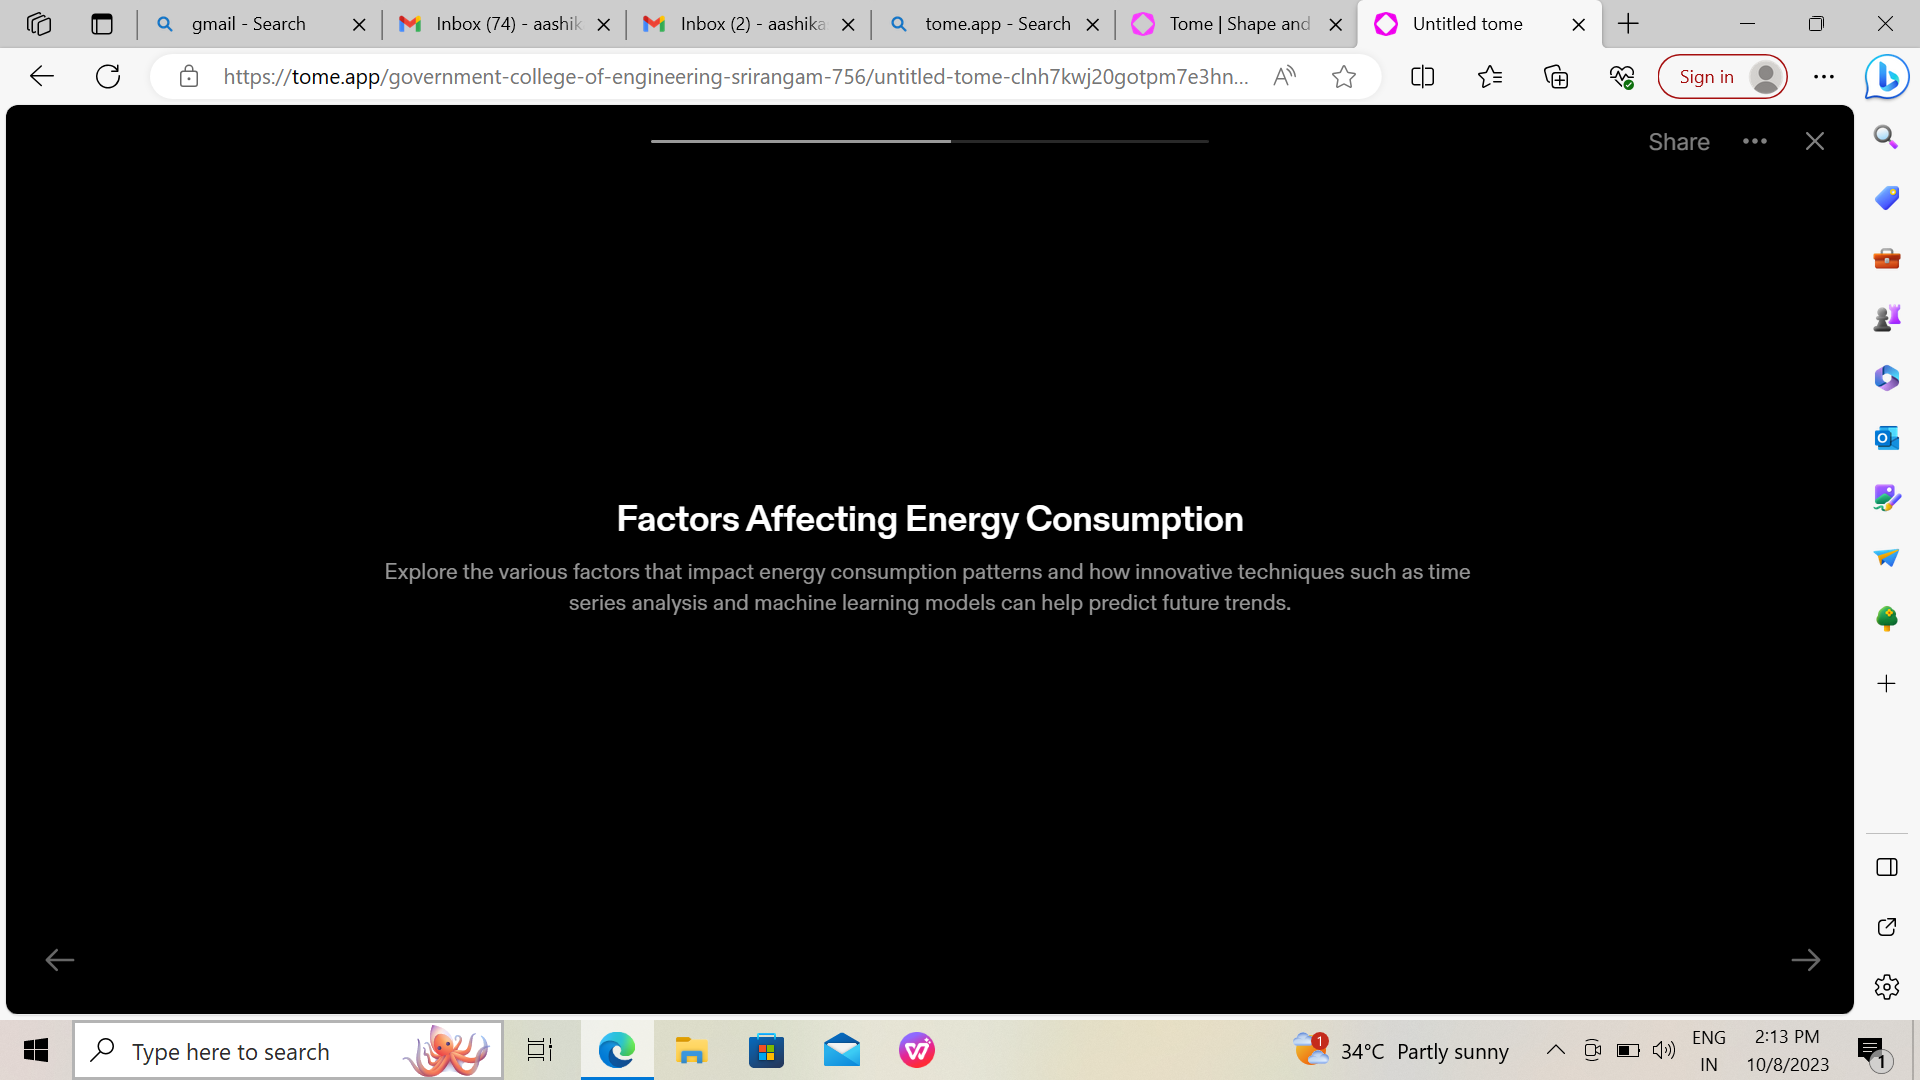 gmail - Search
Inbox (74) - aashik
Inbox (2) - aashika
tome.app - Search
Tome | Shape and
Untitled tome
https://tome.app/government-college-of-engineering-srirangam-756/untitled-tome-clnh7kwj20gotpm7e3hn...
Sign in
Share
Factors Affecting Energy Consumption
Explore the various factors that impact energy consumption patterns and how innovative techniques such as time
series analysis and machine learning models can help predict future trends.
Type here to search
1
34°C Partly sunny
ENG
IN
2:13 PM
10/8/2023
1